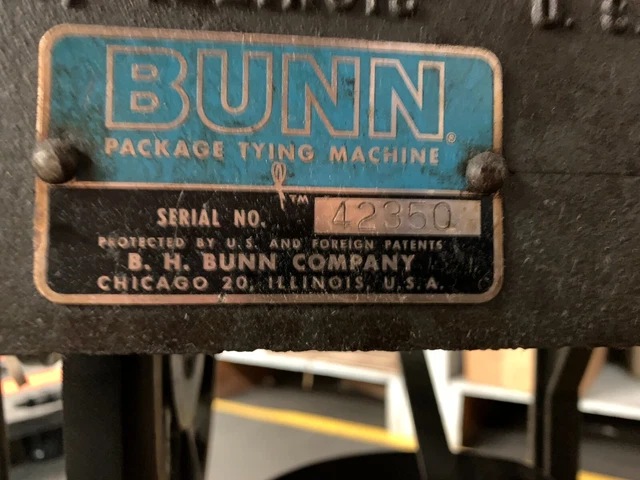 BUNN®
PACKAGE TYING MACHINE
TM
SERIAL NO. 42350
PROTECTED BY U.S. AND FOREIGN PATENTS
B. H. BUNN COMPANY
CHICAGO 20, ILLINOIS, U.S.A.